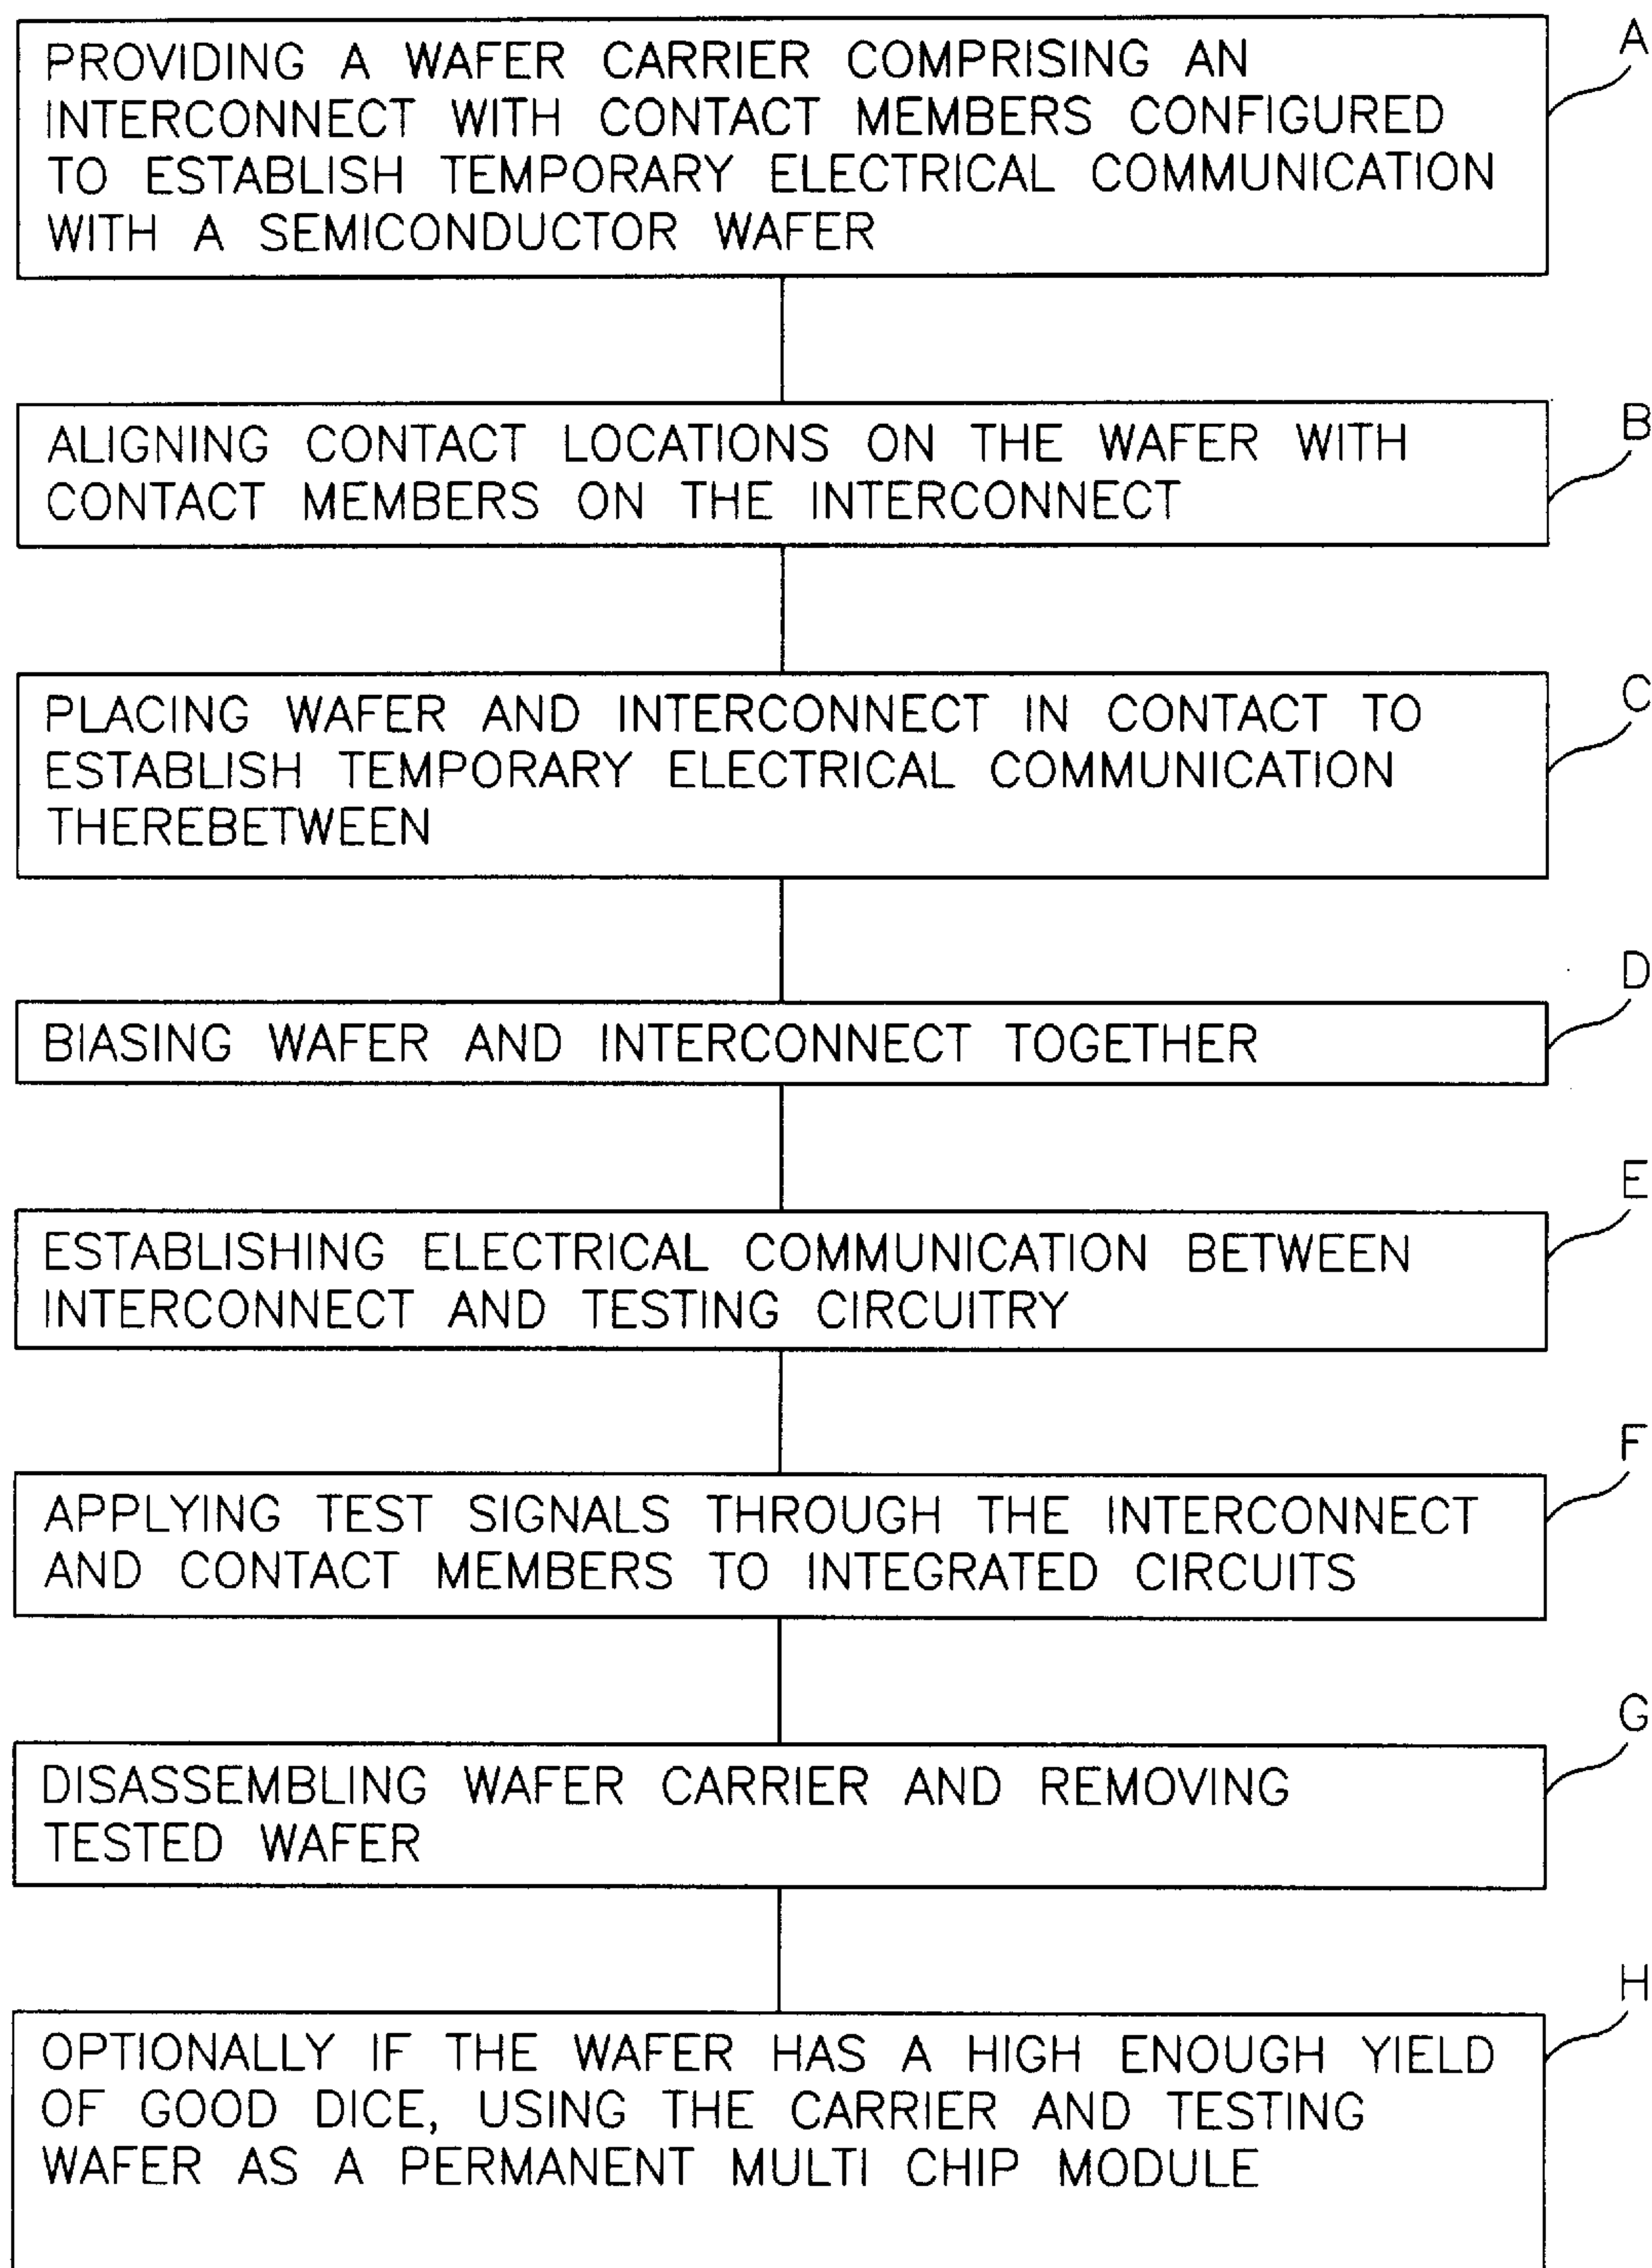 A
PROVIDING A WAFER CARRIER COMPRISING AN
INTERCONNECT WITH CONTACT MEMBERS CONFIGURED
TO ESTABLISH TEMPORARY ELECTRICAL COMMUNICATION
WITH A SEMICONDUCTOR WAFER
B
ALIGNING CONTACT LOCATIONS ON THE WAFER WITH
CONTACT MEMBERS ON THE INTERCONNECT
C
PLACING WAFER AND INTERCONNECT IN CONTACT TO
ESTABLISH TEMPORARY ELECTRICAL COMMUNICATION
THEREBETWEEN
D
BIASING WAFER AND INTERCONNECT TOGETHER
E
ESTABLISHING ELECTRICAL COMMUNICATION BETWEEN
INTERCONNECT AND TESTING CIRCUITRY
F
APPLYING TEST SIGNALS THROUGH THE INTERCONNECT
AND CONTACT MEMBERS TO INTEGRATED CIRCUITS
G
DISASSEMBLING WAFER CARRIER AND REMOVING
TESTED WAFER
H
OPTIONALLY IF THE WAFER HAS A HIGH ENOUGH YIELD
OF GOOD DICE, USING THE CARRIER AND TESTING
WAFER AS A PERMANENT MULTI CHIP MODULE